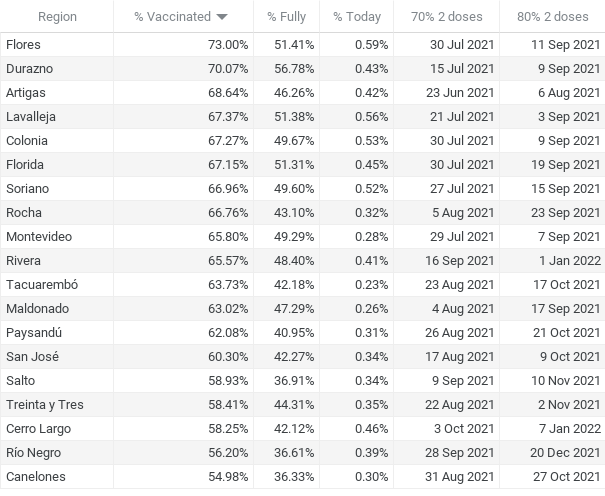 Region % Vaccinated % Fully % Today 70% 2 doses 80% 2 doses
Flores 73.00% 51.41% 0.59% 30 Jul 2021 11 Sep 2021
Durazno 70.07% 56.78% 0.43% 15 Jul 2021 9 Sep 2021
Artigas 68.64% 46.26% 0.42% 23 Jun 2021 6 Aug 2021
Lavalleja 67.37% 51.38% 0.56% 21 Jul 2021 3 Sep 2021
Colonia 67.27% 49.67% 0.53% 30 Jul 2021 9 Sep 2021
Florida 67.15% 51.31% 0.45% 30 Jul 2021 19 Sep 2021
Soriano 66.96% 49.60% 0.52% 27 Jul 2021 15 Sep 2021
Rocha 66.76% 43.10% 0.32% 5 Aug 2021 23 Sep 2021
Montevideo 65.80% 49.29% 0.28% 29 Jul 2021 7 Sep 2021
Rivera 65.57% 48.40% 0.41% 16 Sep 2021 1 Jan 2022
Tacuarembó 63.73% 42.18% 0.23% 23 Aug 2021 17 Oct 2021
Maldonado 63.02% 47.29% 0.26% 4 Aug 2021 17 Sep 2021
Paysandú 62.08% 40.95% 0.31% 26 Aug 2021 21 Oct 2021
San José 60.30% 42.27% 0.34% 17 Aug 2021 9 Oct 2021
Salto 58.93% 36.91% 0.34% 9 Sep 2021 10 Nov 2021
Treinta y Tres 58.41% 44.31% 0.35% 22 Aug 2021 2 Nov 2021
Cerro Largo 58.25% 42.12% 0.46% 3 Oct 2021 7 Jan 2022
Río Negro 56.20% 36.61% 0.39% 28 Sep 2021 20 Dec 2021
Canelones 54.98% 36.33% 0.30% 31 Aug 2021 27 Oct 2021